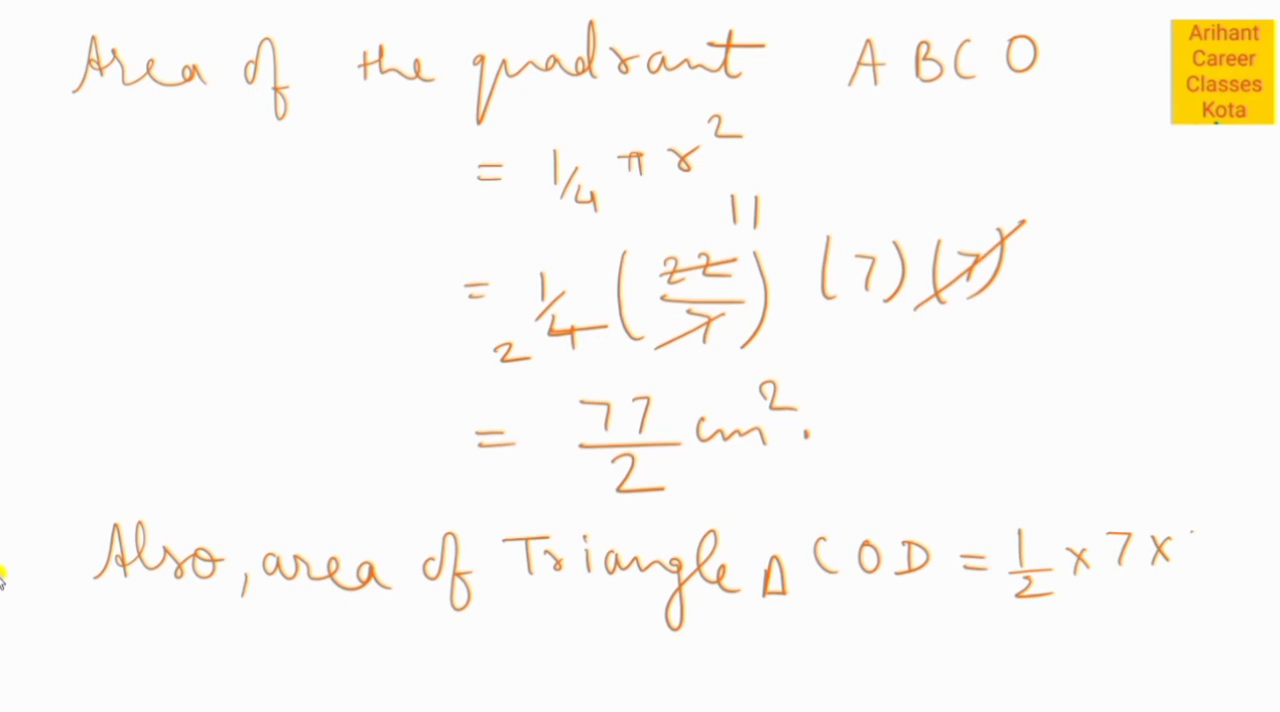 Area of the quadrant ABCO
Arihant
Career
Classes
Kota
= 1/4 π r²
11
= 1/4 (22/7) (7)(7)
2
= 77/2 cm².
Also, area of Triangle Δ COD = 1/2 × 7 ×